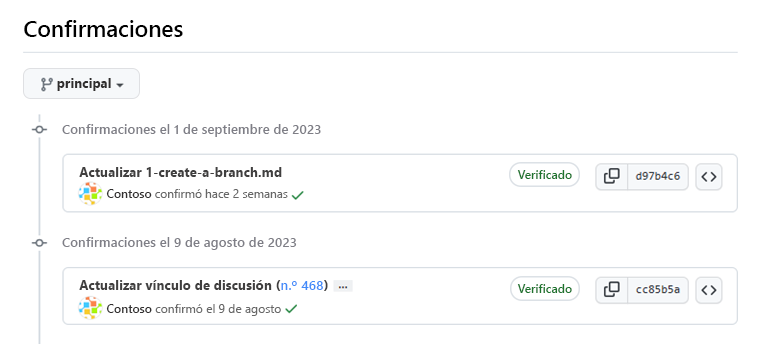 Confirmaciones
principal
Confirmaciones el 1 de septiembre de 2023
Actualizar 1-create-a-branch.md
Verificado
d97b4c6
Contoso confirmó hace 2 semanas
Confirmaciones el 9 de agosto de 2023
Actualizar vínculo de discusión (n.º 468) ...
Verificado
cc85b5a
Contoso confirmó el 9 de agosto